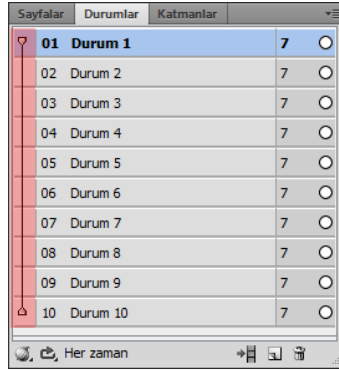 Sayfalar Durumlar Katmanlar
01 Durum 1 7
02 Durum 2 7
03 Durum 3 7
04 Durum 4 7
05 Durum 5 7
06 Durum 6 7
07 Durum 7 7
08 Durum 8 7
09 Durum 9 7
10 Durum 10 7
Her zaman